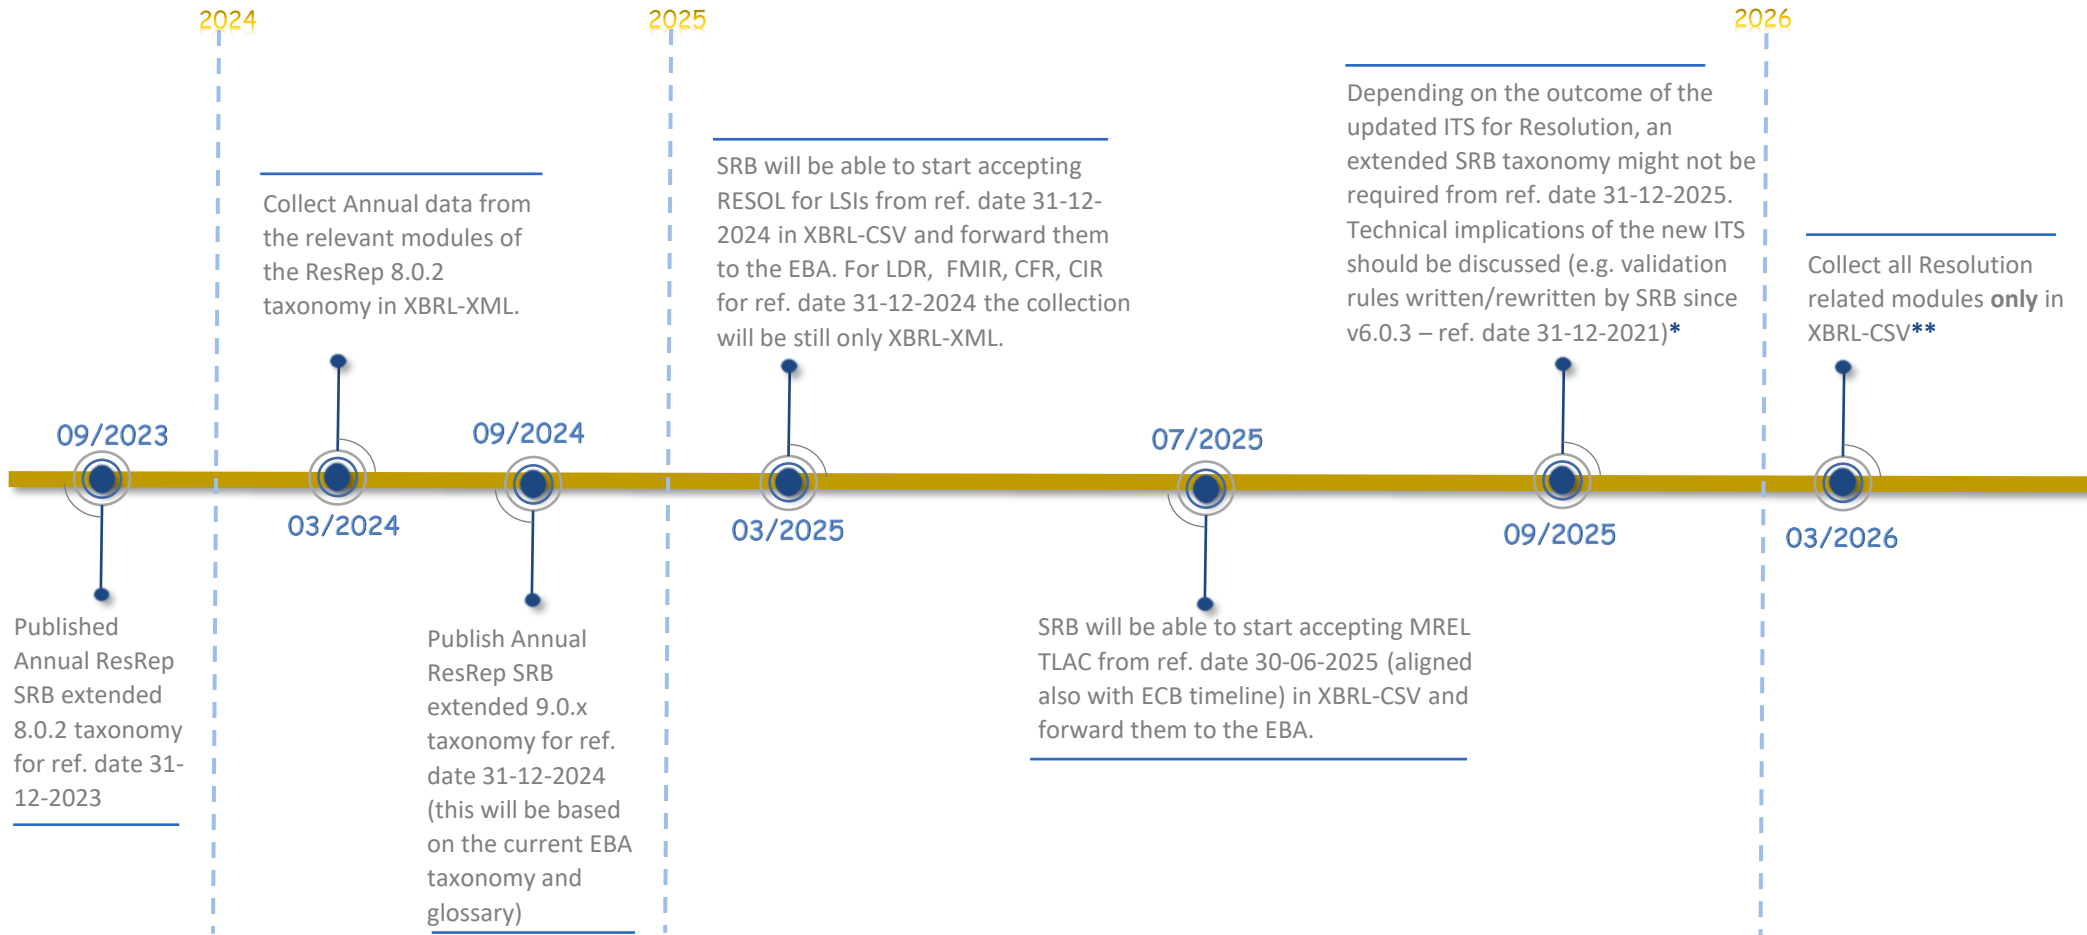 2024
2025
2026
Depending on the outcome of the
updated ITS for Resolution, an
extended SRB taxonomy might not be
required from ref. date 31-12-2025.
Technical implications of the new ITS
should be discussed (e.g. validation
rules written/rewritten by SRB since
v6.0.3 – ref. date 31-12-2021)*
SRB will be able to start accepting
RESOL for LSIs from ref. date 31-12-
2024 in XBRL-CSV and forward them
to the EBA. For LDR, FMIR, CFR, CIR
for ref. date 31-12-2024 the collection
will be still only XBRL-XML.
Collect Annual data from
the relevant modules of
the ResRep 8.0.2
taxonomy in XBRL-XML.
Collect all Resolution
related modules only in
XBRL-CSV**
09/2023
03/2024
09/2024
03/2025
07/2025
09/2025
03/2026
Published
Annual ResRep
SRB extended
8.0.2 taxonomy
for ref. date 31-
12-2023
Publish Annual
ResRep SRB
extended 9.0.x
taxonomy for ref.
date 31-12-2024
(this will be based
on the current EBA
taxonomy and
glossary)
SRB will be able to start accepting MREL
TLAC from ref. date 30-06-2025 (aligned
also with ECB timeline) in XBRL-CSV and
forward them to the EBA.